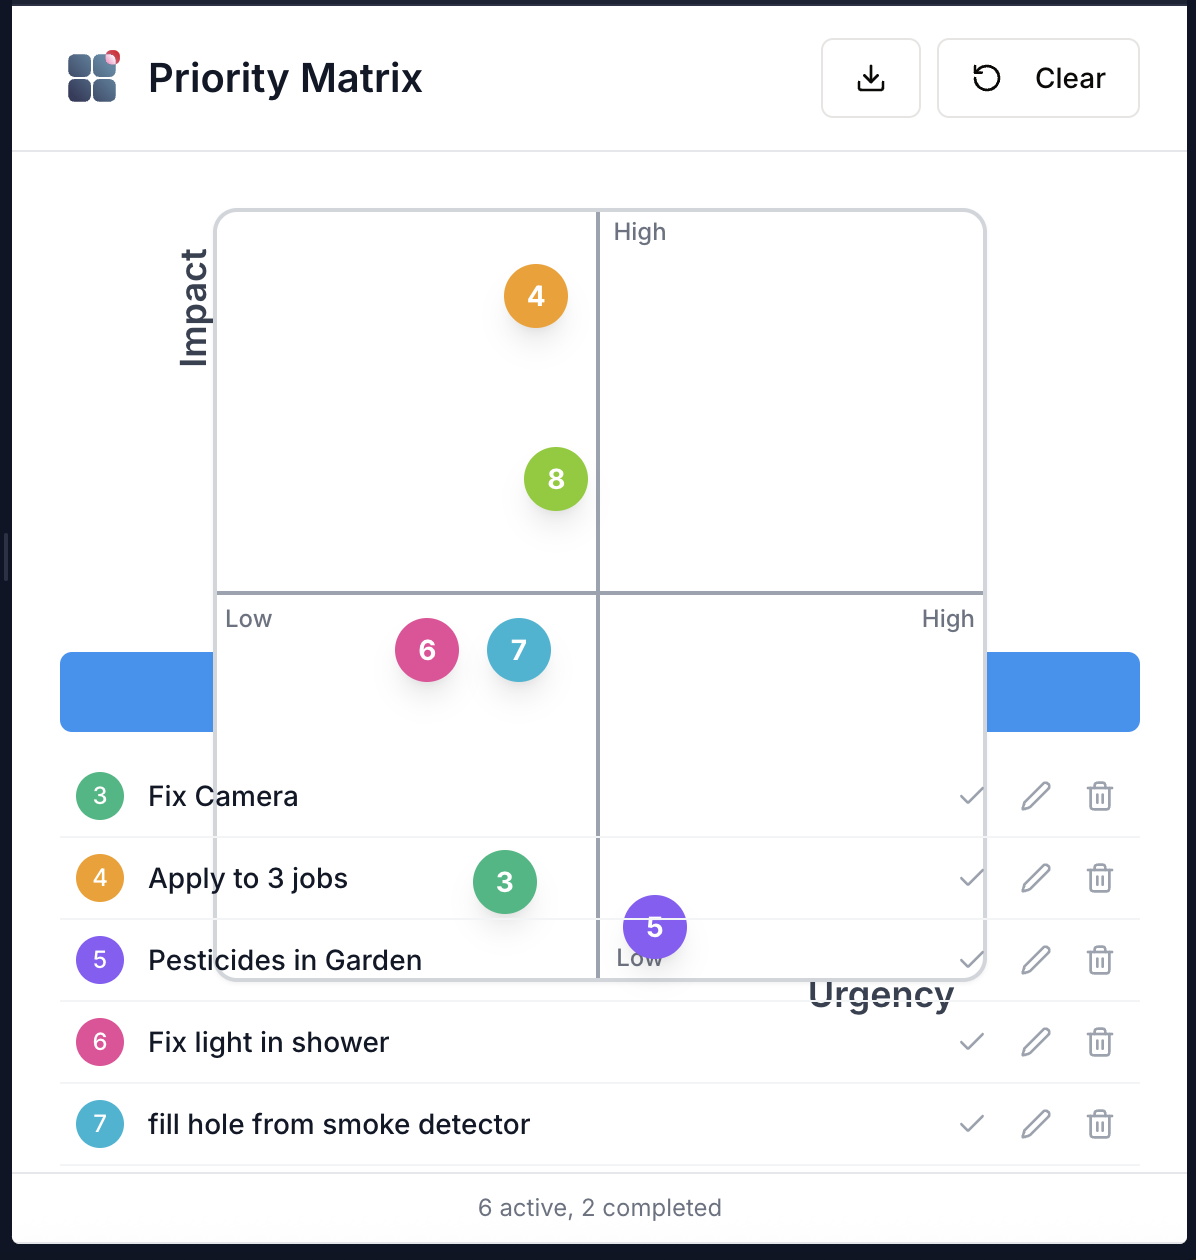 Priority Matrix
Clear
Impact
High
4
8
Low
High
6
7
3 Fix Camera
4 Apply to 3 jobs
3
5
5 Pesticides in Garden
Low
Urgency
6 Fix light in shower
7 fill hole from smoke detector
6 active, 2 completed